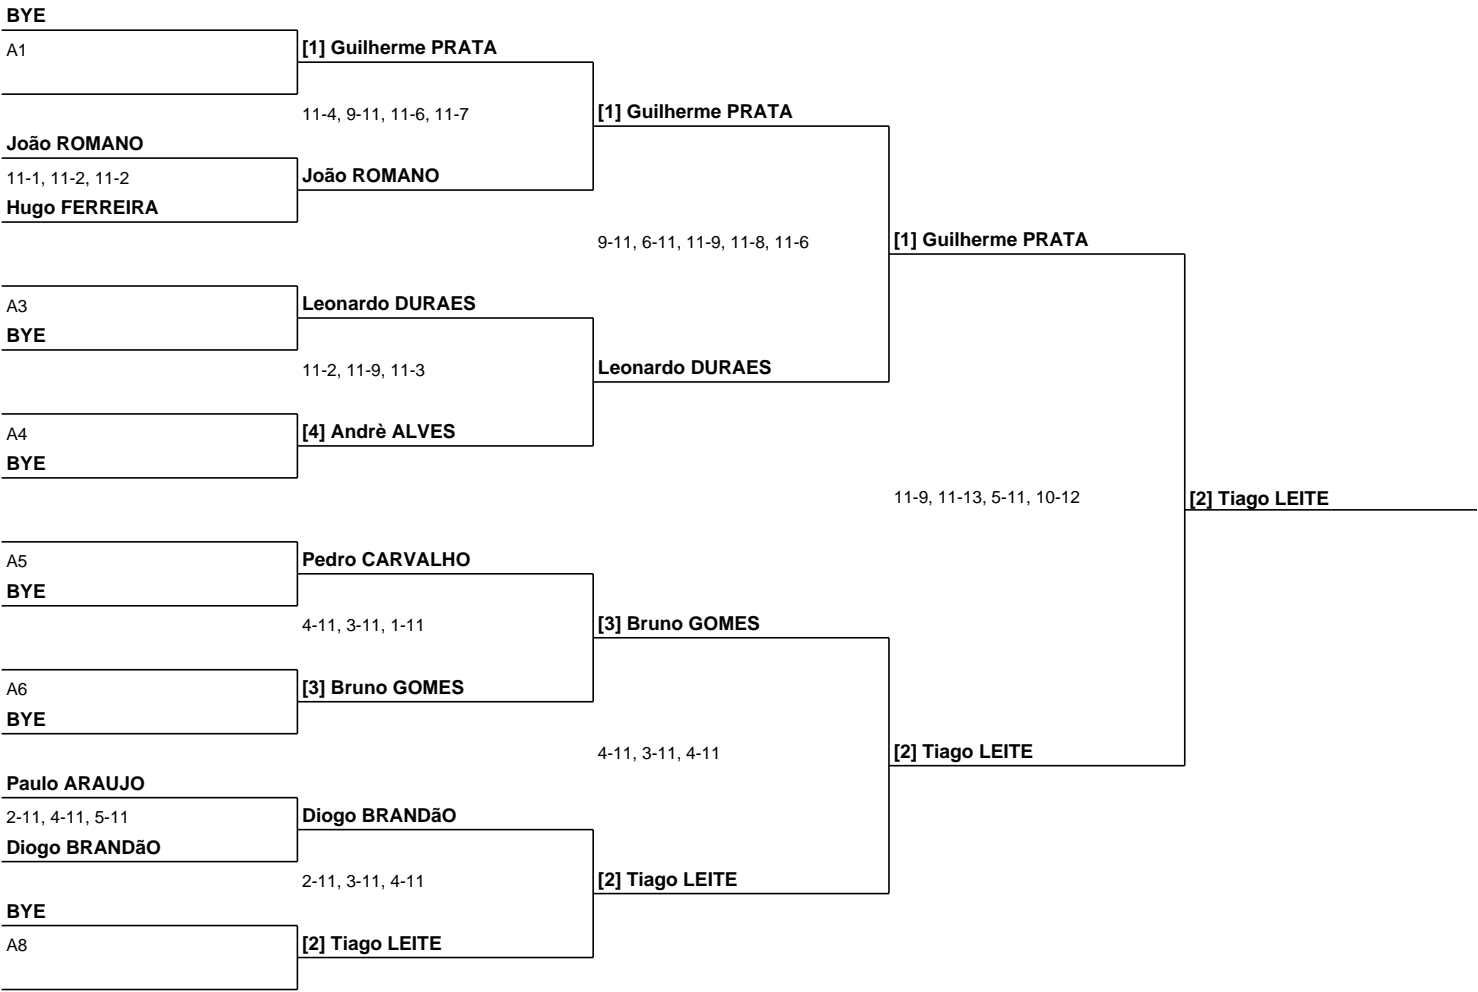 BYE
A1
[1] Guilherme PRATA
11-4, 9-11, 11-6, 11-7
[1] Guilherme PRATA
João ROMANO
11-1, 11-2, 11-2
João ROMANO
Hugo FERREIRA
9-11, 6-11, 11-9, 11-8, 11-6
[1] Guilherme PRATA
A3
Leonardo DURAES
BYE
11-2, 11-9, 11-3
Leonardo DURAES
A4
[4] Andrè ALVES
BYE
11-9, 11-13, 5-11, 10-12
[2] Tiago LEITE
A5
Pedro CARVALHO
BYE
4-11, 3-11, 1-11
[3] Bruno GOMES
A6
[3] Bruno GOMES
BYE
4-11, 3-11, 4-11
[2] Tiago LEITE
Paulo ARAUJO
2-11, 4-11, 5-11
Diogo BRANDãO
Diogo BRANDãO
2-11, 3-11, 4-11
[2] Tiago LEITE
BYE
A8
[2] Tiago LEITE